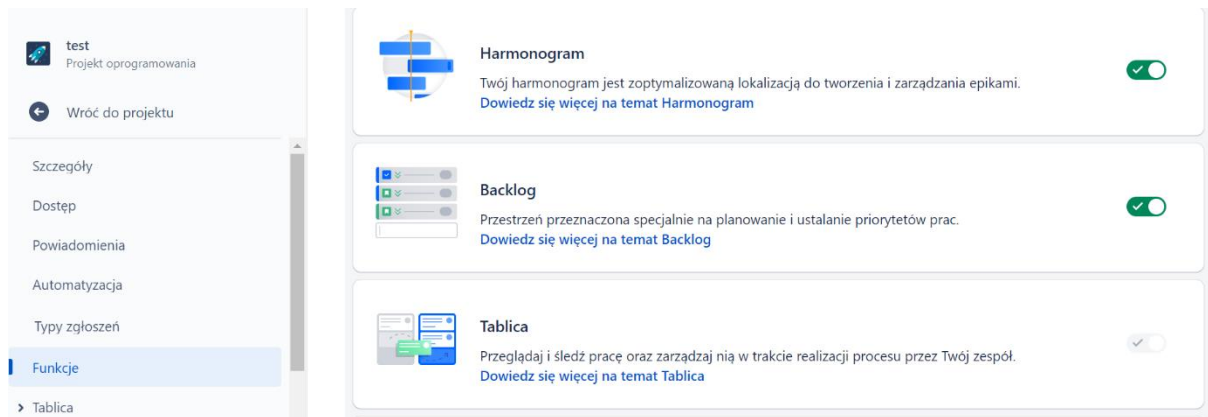 test
Projekt oprogramowania
Wróć do projektu
Szczegóły
Dostęp
Powiadomienia
Automatyzacja
Typy zgłoszeń
Funkcje
Tablica
Harmonogram
Twój harmonogram jest zoptymalizowaną lokalizacją do tworzenia i zarządzania epikami.
Dowiedz się więcej na temat Harmonogram
Backlog
Przestrzeń przeznaczona specjalnie na planowanie i ustalanie priorytetów prac.
Dowiedz się więcej na temat Backlog
Tablica
Przeglądaj i śledź pracę oraz zarządzaj nią w trakcie realizacji procesu przez Twój zespół.
Dowiedz się więcej na temat Tablica